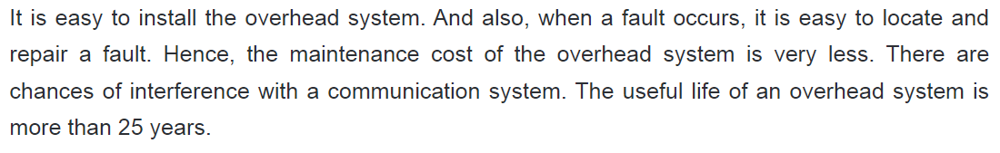 It is easy to install the overhead system. And also, when a fault occurs, it is easy to locate and
repair a fault. Hence, the maintenance cost of the overhead system is very less. There are
chances of interference with a communication system. The useful life of an overhead system is
more than 25 years.